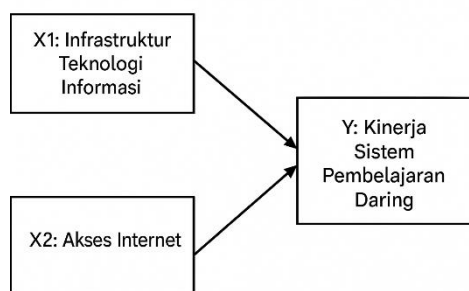 X1: Infrastruktur
Teknologi
Informasi
Y: Kinerja
Sistem
Pembelajaran
Daring
X2: Akses Internet